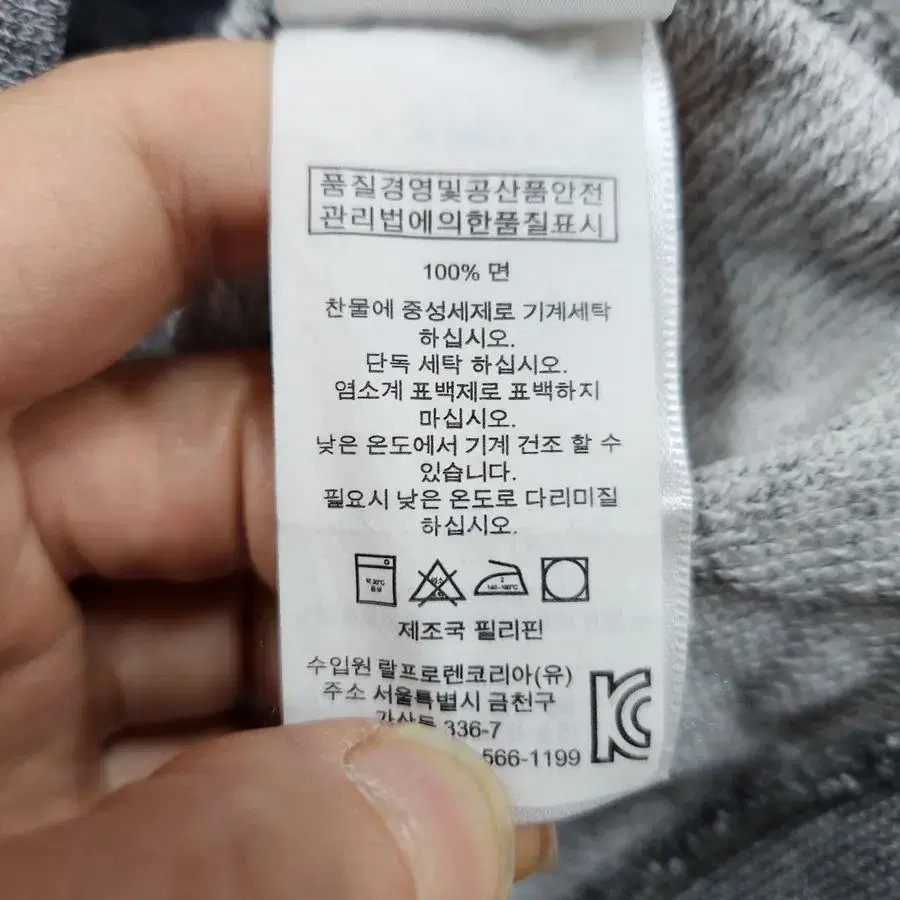 품질경영및공산품안전
관리법에의한품질표시
100% 면
찬물에 중성세제로 기계세탁
하십시오.
단독 세탁 하십시오.
염소계 표백제로 표백하지
마십시오.
낮은 온도에서 기계 건조 할 수
있습니다.
필요시 낮은 온도로 다리미질
하십시오.
제조국 필리핀
수입원 랄프로렌코리아(유)
주소 서울특별시 금천구
336-7
566-1199